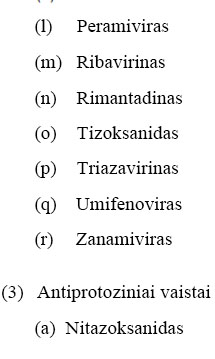 (l) Peramiviras
(m) Ribavirinas
(n) Rimantadinas
(o) Tizoksanidas
(p) Triazavirinas
(q) Umifenoviras
(r) Zanamiviras
(3) Antiprotoziniai vaistai
(a) Nitazoksanidas